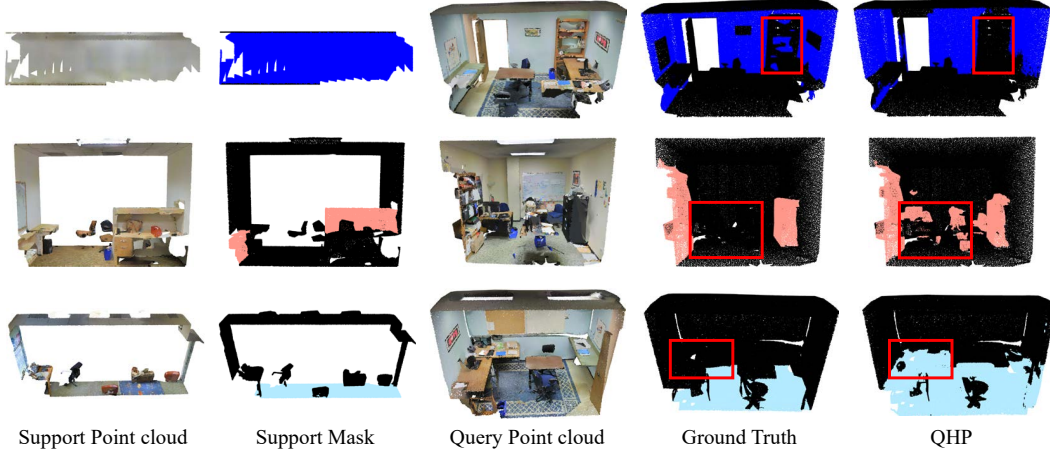 Support Point cloud
Support Mask
Query Point cloud
Ground Truth
QHP